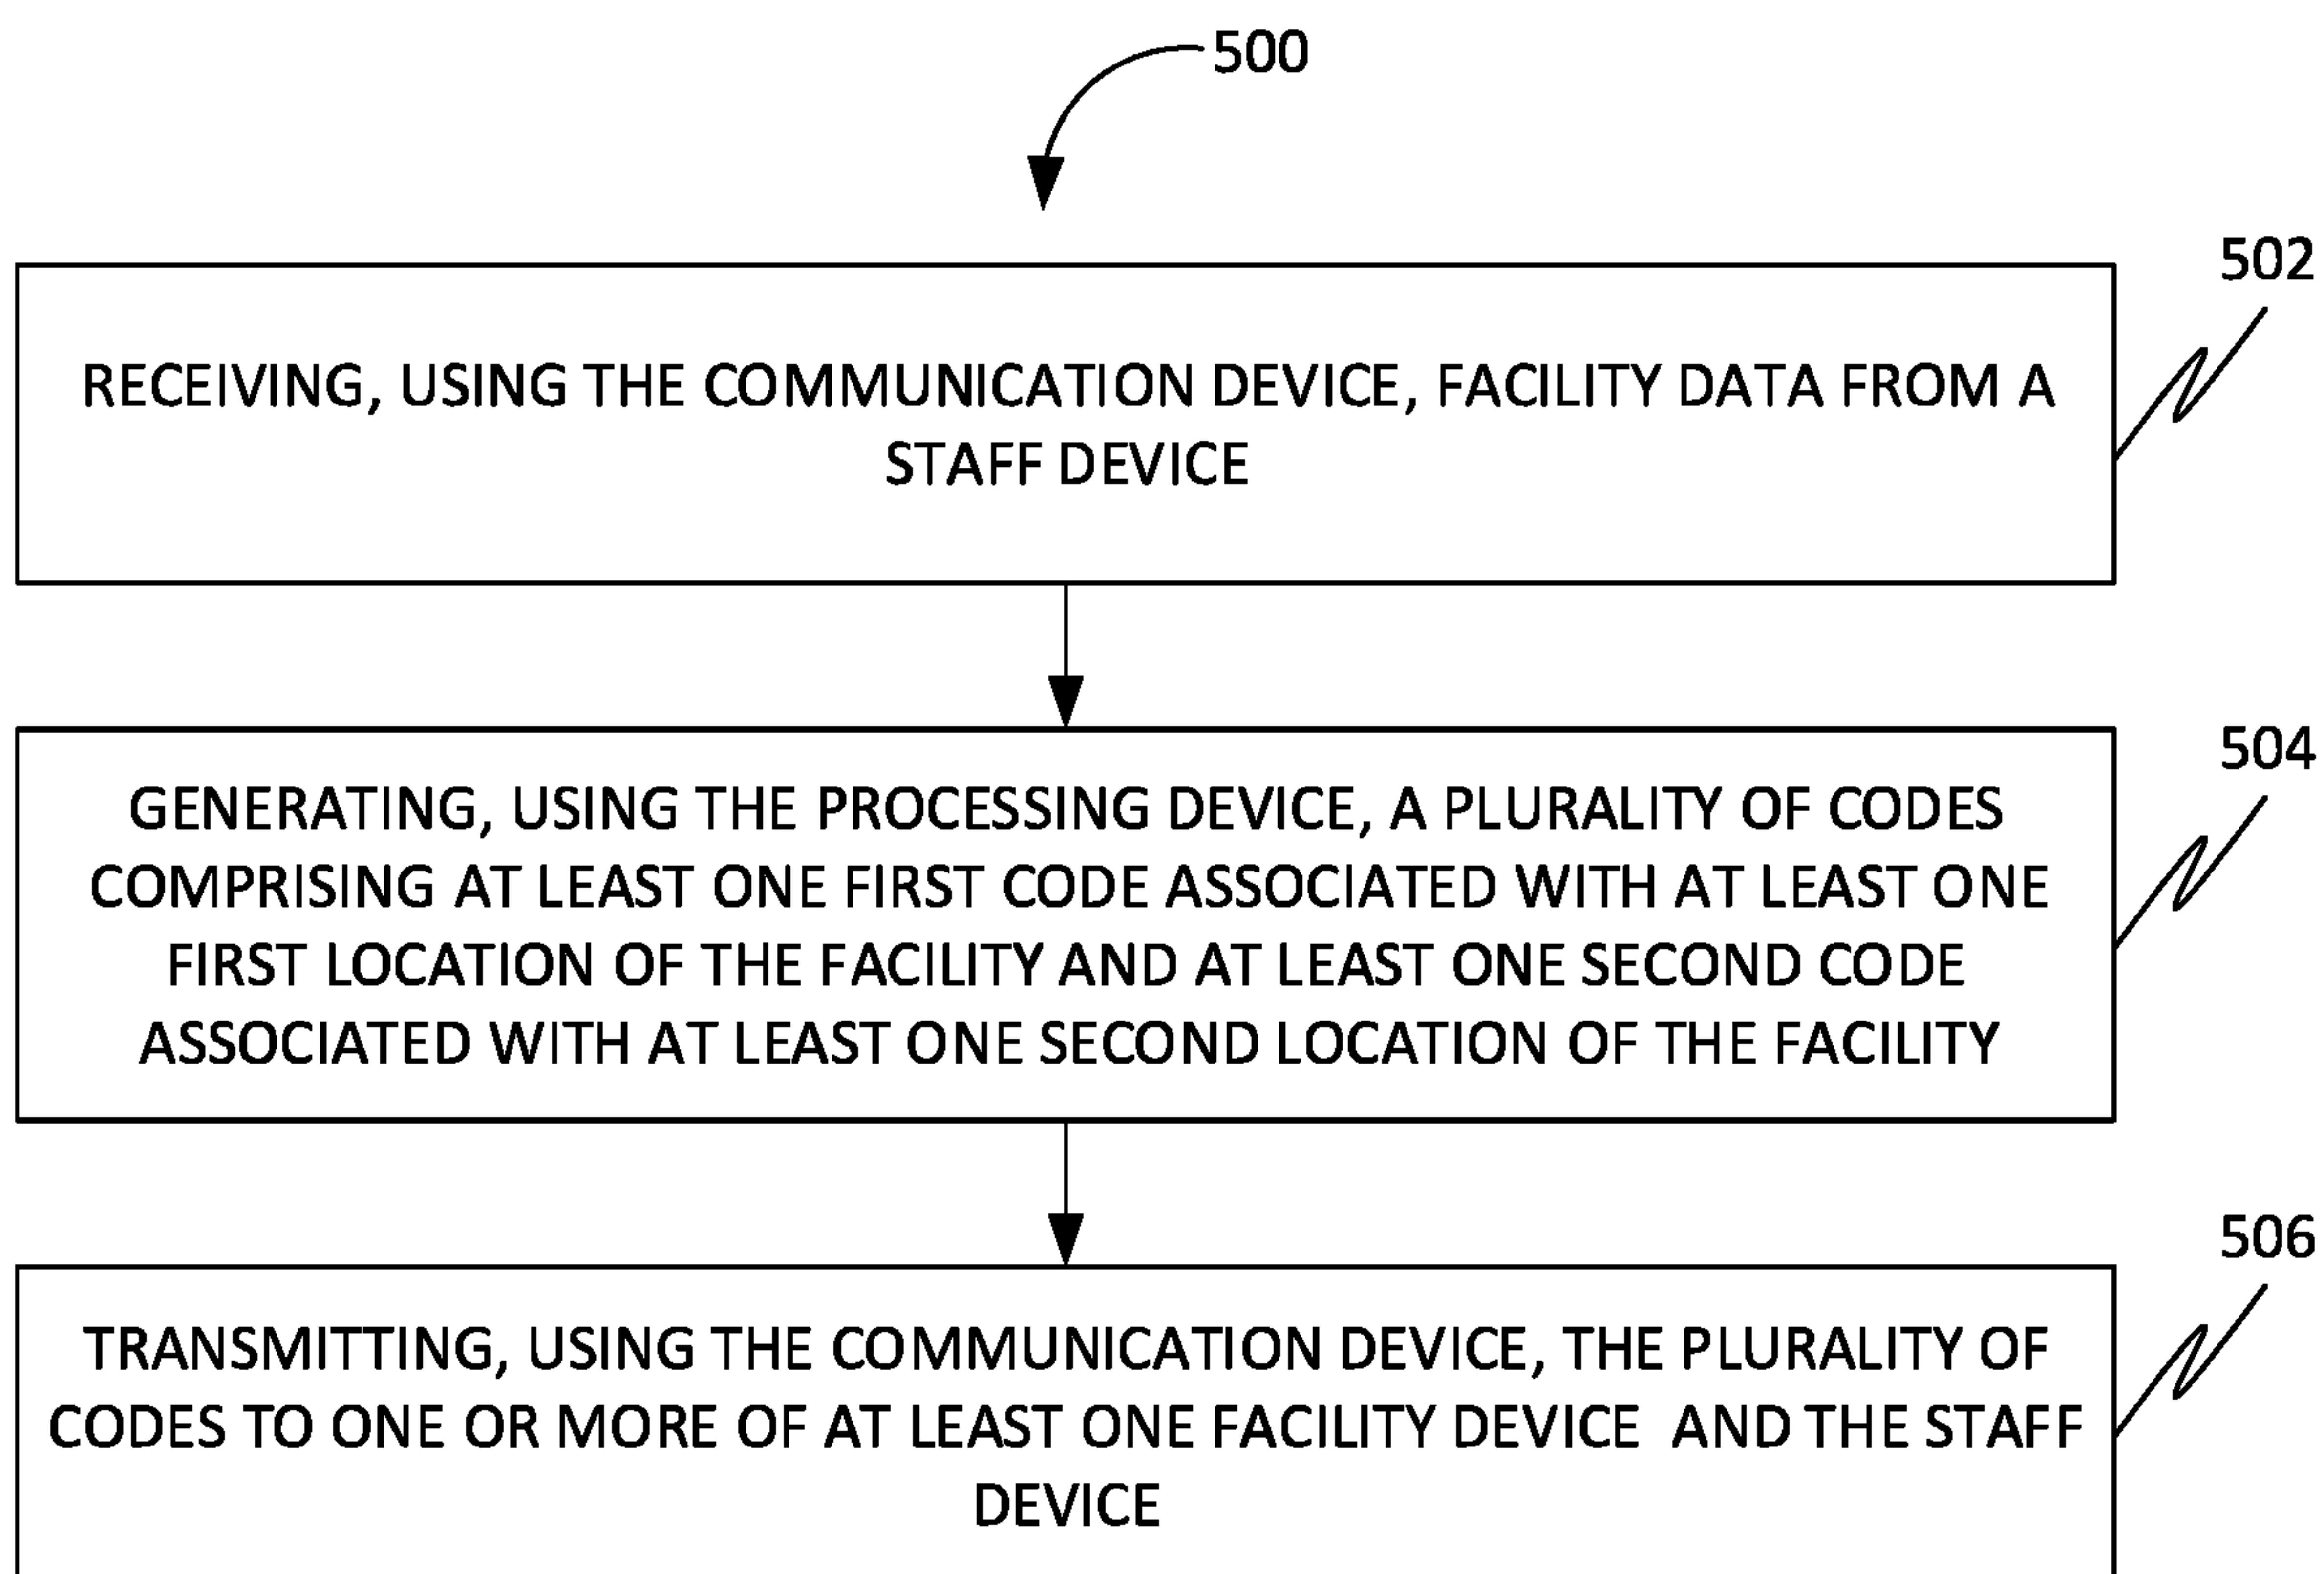 500
502
RECEIVING, USING THE COMMUNICATION DEVICE, FACILITY DATA FROM A
STAFF DEVICE
504
GENERATING, USING THE PROCESSING DEVICE, A PLURALITY OF CODES
COMPRISING AT LEAST ONE FIRST CODE ASSOCIATED WITH AT LEAST ONE
FIRST LOCATION OF THE FACILITY AND AT LEAST ONE SECOND CODE
ASSOCIATED WITH AT LEAST ONE SECOND LOCATION OF THE FACILITY
506
TRANSMITTING, USING THE COMMUNICATION DEVICE, THE PLURALITY OF
CODES TO ONE OR MORE OF AT LEAST ONE FACILITY DEVICE AND THE STAFF
DEVICE